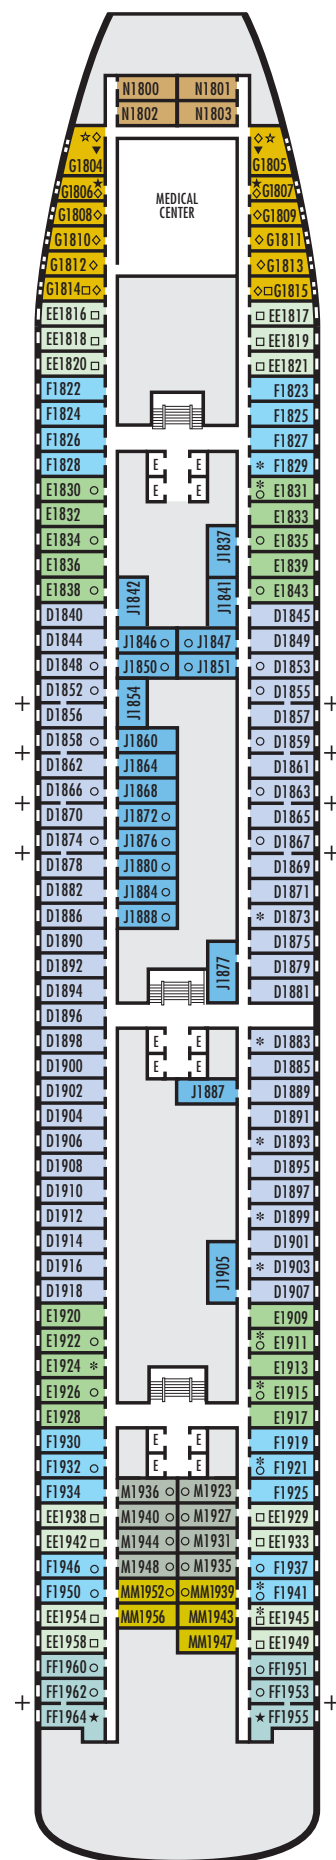 N1800 N1801
N1802 N1803
☆◇ ◇☆
▼ ▼
G1804 G1805
★ ★
G1806◇ ◇G1807
MEDICAL
CENTER
G1808◇ ◇G1809
G1810◇ ◇G1811
G1812◇ ◇G1813
G1814□◇ ◇□G1815
EE1816□ □EE1817
EE1818□ □EE1819
EE1820□ □EE1821
F1822 F1823
F1824 F1825
F1826 F1827
F1828 E E * F1829
E1830 ○ E E *○ E1831
E1832 E1833
E1834 ○ J1837 ○ E1835
E1836 E1839
E1838 ○ J1842 J1841 ○ E1843
D1840 D1845
D1844 J1846 ○ ○ J1847 D1849
D1848 ○ J1850 ○ ○ J1851 ○ D1853
D1852 ○ J1854 ○ D1855
D1856 D1857
D1858 ○ J1860 ○ D1859
D1862 J1864 D1861
D1866 ○ J1868 ○ D1863
D1870 J1872 ○ D1865
D1874 ○ J1876 ○ ○ D1867
D1878 J1880 ○ D1869
D1882 J1884 ○ D1871
D1886 J1888 ○ * D1873
D1890 D1875
D1892 J1877 D1879
D1894 D1881
D1896
D1898 E E * D1883
D1900 E E D1885
D1902 J1887 D1889
D1904 D1891
D1906 * D1893
D1908 D1895
D1910 D1897
D1912 * D1899
D1914 D1901
D1916 J1905 * D1903
D1918 D1907
E1920 E1909
E1922 ○ *○ E1911
E1924 * E1913
E1926 ○ *○ E1915
E1928 E1917
F1930 E E F1919
F1932 ○ E E *○ F1921
F1934 M1936 ○ ○ M1923 F1925
EE1938□ M1940 ○ ○ M1927 □EE1929
EE1942□ M1944 ○ ○ M1931 □EE1933
F1946 ○ M1948 ○ ○ M1935 ○ F1937
F1950 ○ MM1952○ ○MM1939 *○ F1941
EE1954□ MM1956 MM1943 *□EE1945
EE1958□ MM1947 □EE1949
FF1960○ ○ FF1951
FF1962○ ○ FF1953
FF1964★ ★ FF1955